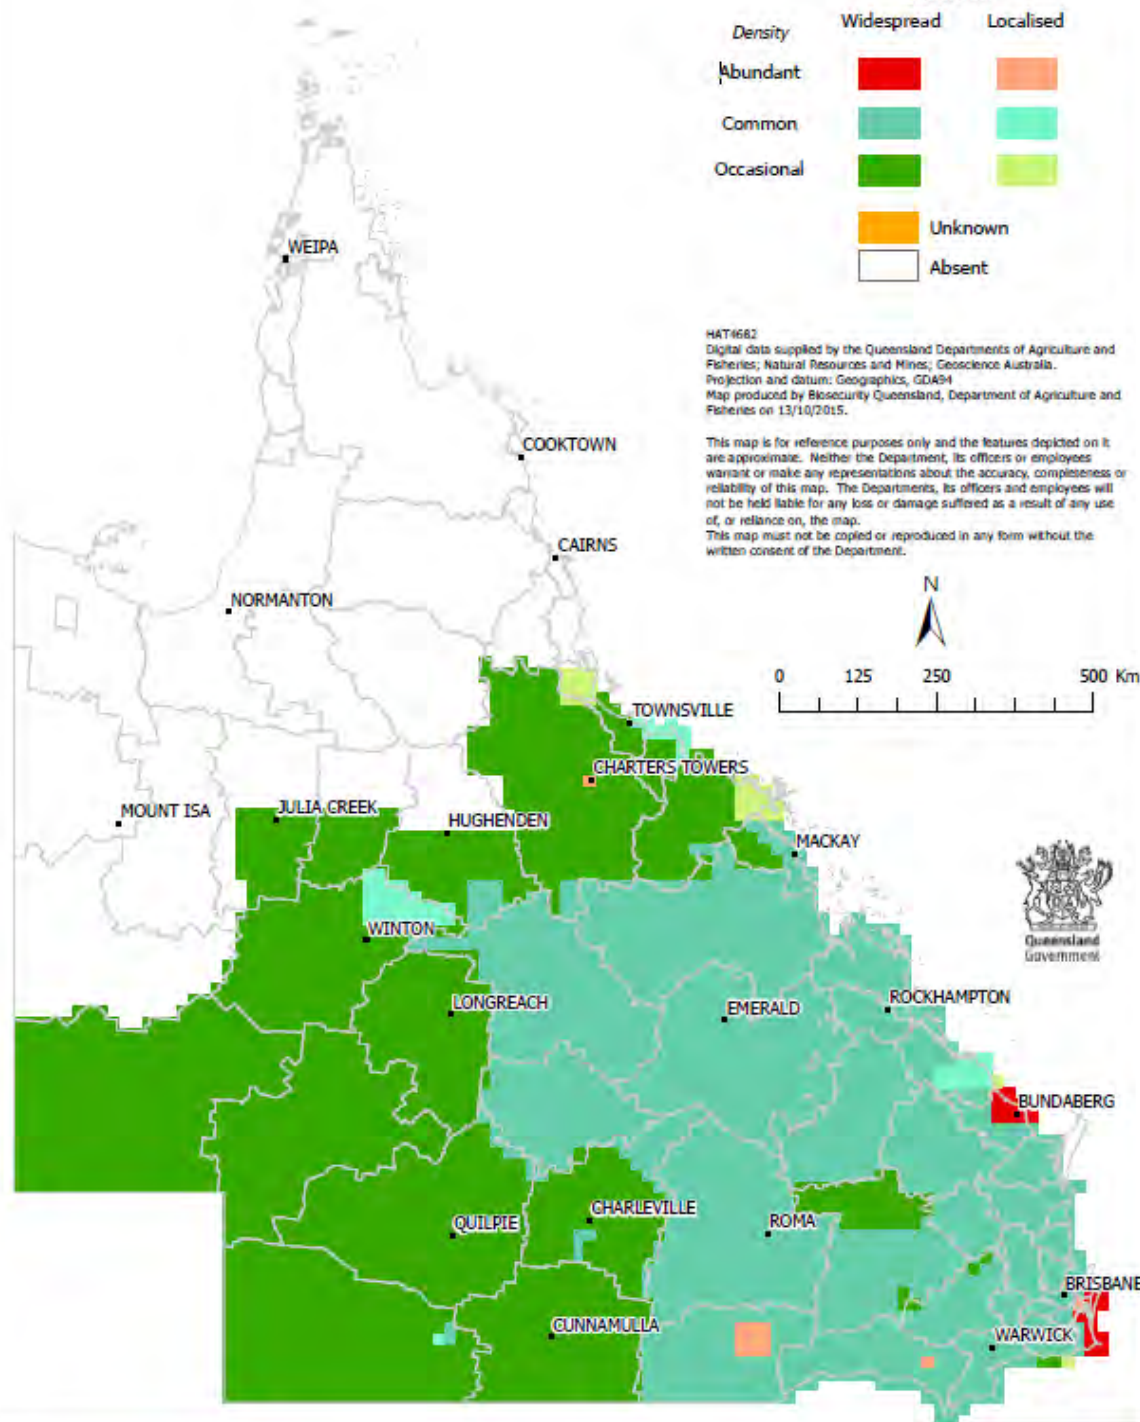 Density Widespread Localised
Abundant
Common
Occasional
Unknown
Absent
HAT4682
Digital data supplied by the Queensland Departments of Agriculture and
Fisheries; Natural Resources and Mines; Geoscience Australia.
Projection and datum: Geographics, GDA94
Map produced by Biosecurity Queensland, Department of Agriculture and
Fisheries on 13/10/2015.
This map is for reference purposes only and the features depicted on it
are approximate. Neither the Department, its officers or employees
warrant or make any representations about the accuracy, completeness or
reliability of this map. The Departments, its officers and employees will
not be held liable for any loss or damage suffered as a result of any use
of, or reliance on, the map.
This map must not be copied or reproduced in any form without the
written consent of the Department.
N
0 125 250 500 Km
WEIPA
COOKTOWN
CAIRNS
NORMANTON
TOWNSVILLE
CHARTERS TOWERS
MOUNT ISA
JULIA CREEK
HUGHENDEN
MACKAY
Queensland
Government
WINTON
LONGREACH
EMERALD
ROCKHAMPTON
BUNDABERG
CHARLEVILLE
QUILPIE
ROMA
BRISBANE
CUNNAMULLA
WARWICK